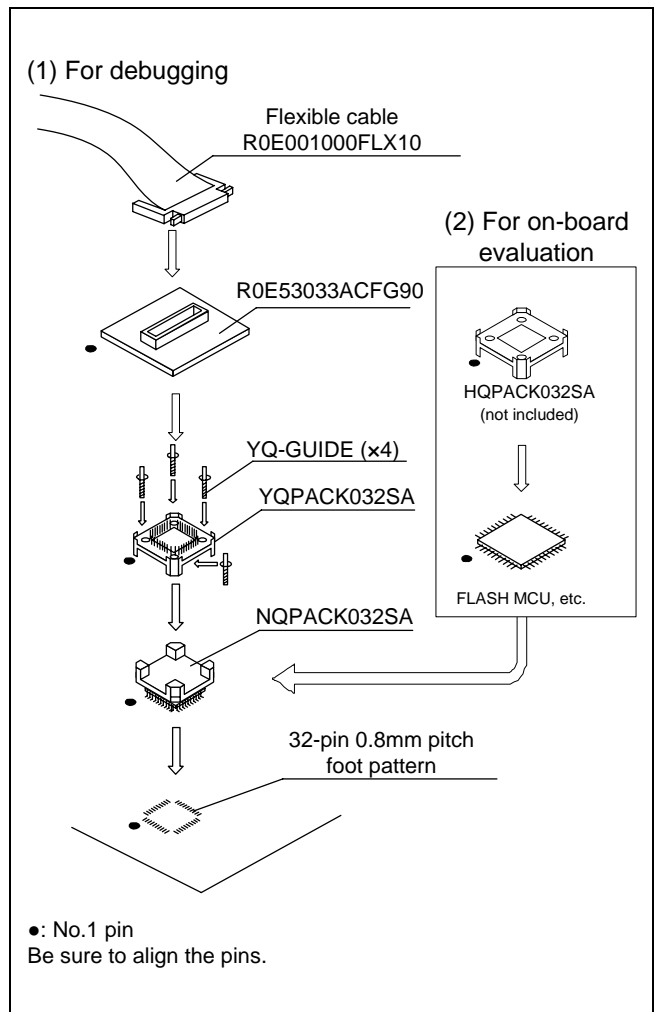 (1) For debugging
Flexible cable
R0E001000FLX10
R0E53033ACFG90
YQ-GUIDE (×4)
YQPACK032SA
NQPACK032SA
32-pin 0.8mm pitch
foot pattern
(2) For on-board
evaluation
HQPACK032SA
(not included)
FLASH MCU, etc.
●: No.1 pin
Be sure to align the pins.